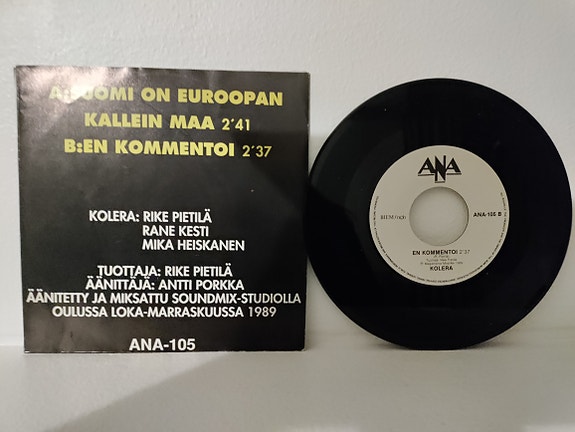 A: SUOMI ON EUROOPAN
KALLEIN MAA 2'41
B:EN KOMMENTOI 2'37
KOLERA: RIKE PIETILÄ
RANE KESTI
MIKA HEISKANEN
TUOTTAJA: RIKE PIETILÄ
ÄÄNITTÄJÄ: ANTTI PORKKA
ÄÄNITETTY JA MIKSATTU SOUNDMIX-STUDIOLLA
OULUSSA LOKA-MARRASKUUSSA 1989
ANA-105
ANA
BIEM/ncb
ANA-105 B
EN KOMMENTOI 2'37
KOLERA